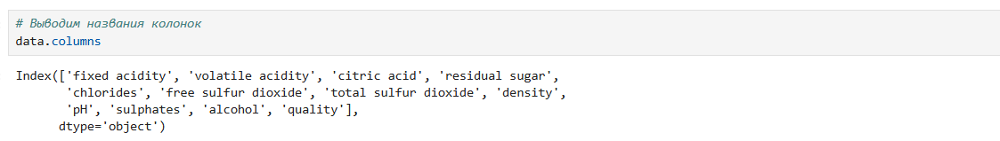 # Выводим названия колонок
data.columns
Index(['fixed acidity', 'volatile acidity', 'citric acid', 'residual sugar',
       'chlorides', 'free sulfur dioxide', 'total sulfur dioxide', 'density',
       'pH', 'sulphates', 'alcohol', 'quality'],
      dtype='object')